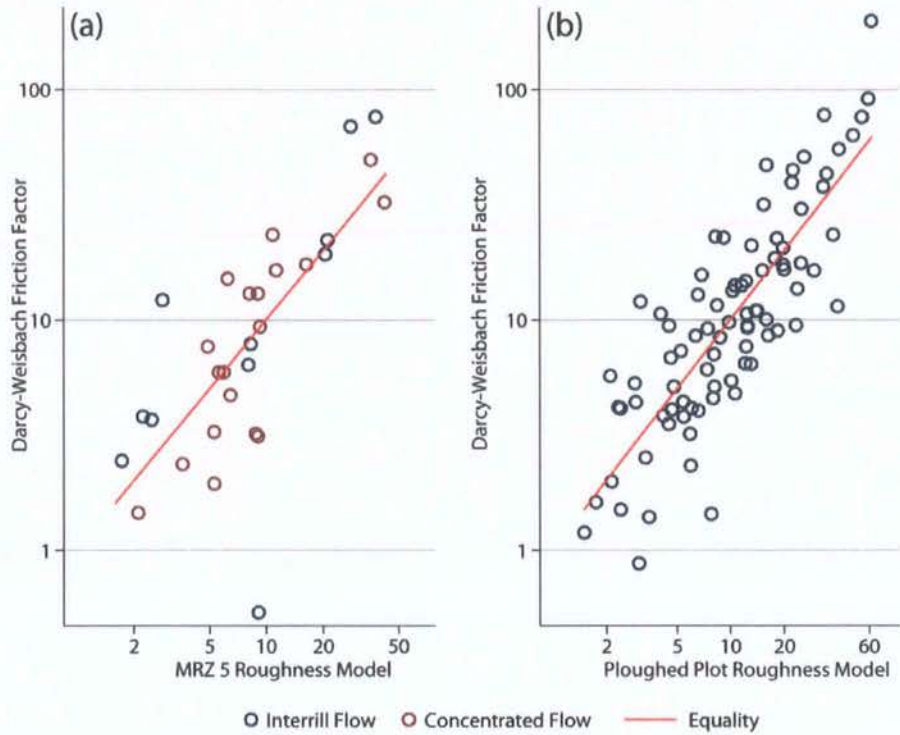 (a)
(b)
Darcy-Weisbach Friction Factor
100
10
1
2 5 10 20 50
MRZ 5 Roughness Model
Darcy-Weisbach Friction Factor
100
10
1
2 5 10 20 60
Ploughed Plot Roughness Model
Interrill Flow Concentrated Flow Equality